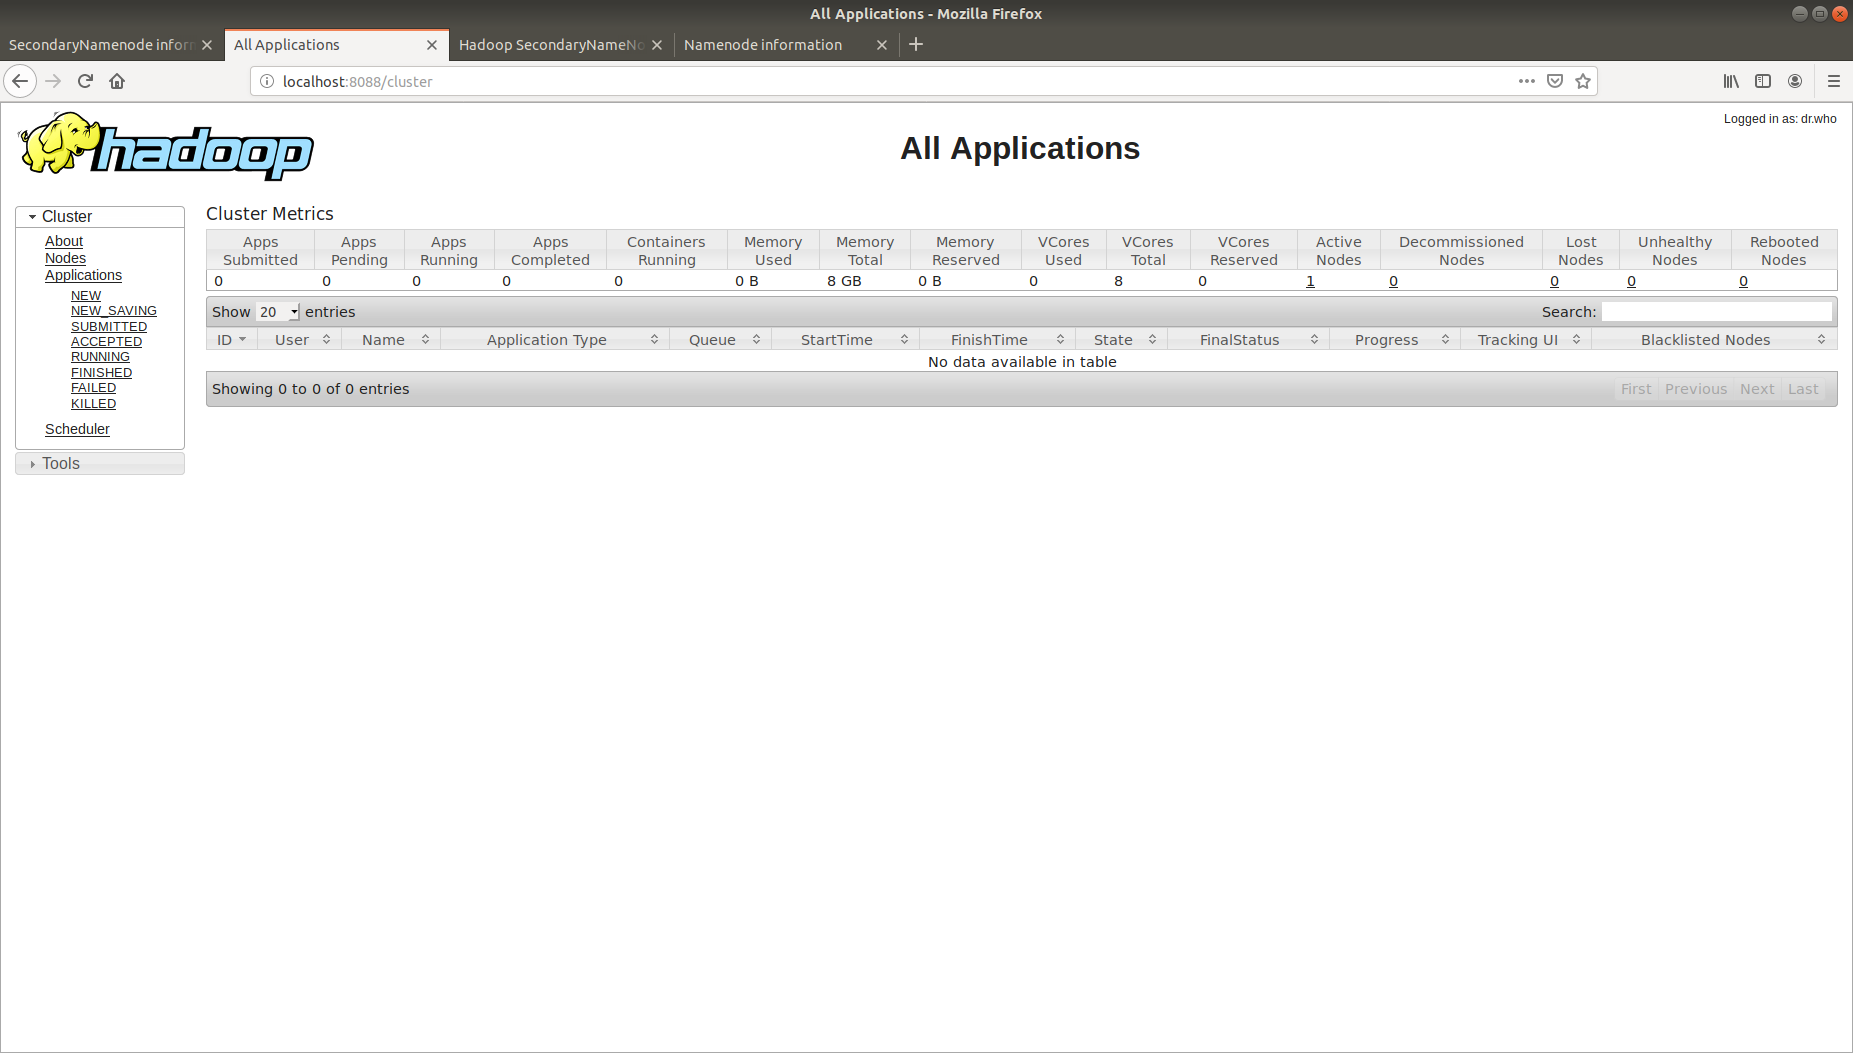 All Applications - Mozilla Firefox
SecondaryNamenode infor
All Applications
Hadoop SecondaryNameNo
Namenode information
localhost:8088/cluster
hadoop
All Applications
Logged in as: dr.who
Cluster
About
Nodes
Applications
NEW
NEW_SAVING
SUBMITTED
ACCEPTED
RUNNING
FINISHED
FAILED
KILLED
Scheduler
Tools
Cluster Metrics
Apps Submitted Apps Pending Apps Running Apps Completed Containers Running Memory Used Memory Total Memory Reserved VCores Used VCores Total VCores Reserved Active Nodes Decommissioned Nodes Lost Nodes Unhealthy Nodes Rebooted Nodes
0 0 0 0 0 0 B 8 GB 0 B 0 8 0 1 0 0 0 0
Show 20 entries Search:
ID User Name Application Type Queue StartTime FinishTime State FinalStatus Progress Tracking UI Blacklisted Nodes
No data available in table
Showing 0 to 0 of 0 entries First Previous Next Last